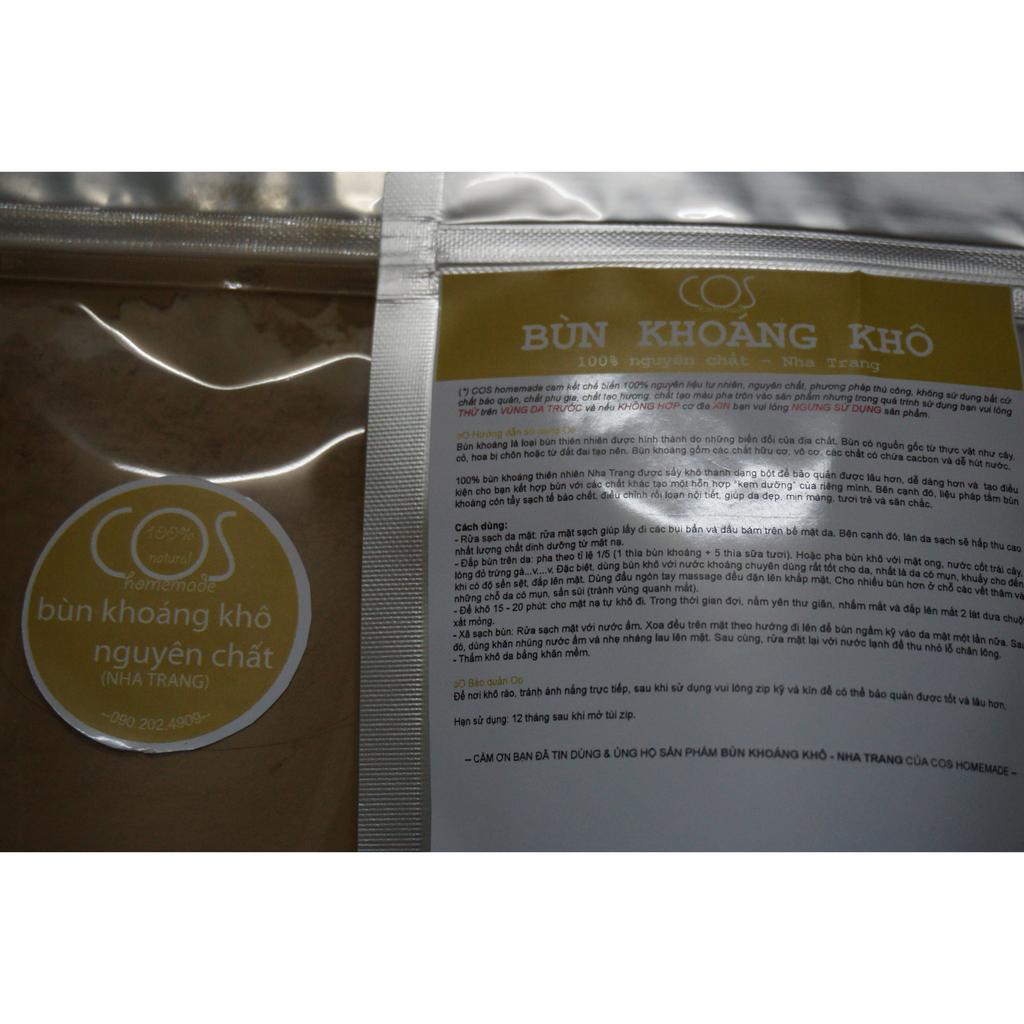 COS
100%
natural
homemade
bùn khoáng khô
nguyên chất
(NHA TRANG)
--090 202.4909--
COS
BÙN KHOÁNG KHÔ
100% nguyên chất - Nha Trang
(*) COS homemade cam kết chế biến 100% nguyên liệu tự nhiên, nguyên chất, phương pháp thủ công, không sử dụng bất cứ
chất bảo quản, chất phụ gia, chất tạo hương, chất tạo màu pha trộn vào sản phẩm nhưng trong quá trình sử dụng bạn vui lòng
THỬ trên VÙNG DA TRƯỚC và nếu KHÔNG HỢP cơ địa XIN bạn vui lòng NGƯNG SỬ DỤNG sản phẩm.
Hướng dẫn sử dụng
Bùn khoáng là loại bùn thiên nhiên được hình thành do những biến đổi của địa chất. Bùn có nguồn gốc từ thực vật như cây,
cỏ, hoa bị chôn hoặc từ đất đai tạo nên. Bùn khoáng gồm các chất hữu cơ, vô cơ, các chất có chứa cacbon và dễ hút nước.
100% bùn khoáng thiên nhiên Nha Trang được sấy khô thành dạng bột để bảo quản được lâu hơn, dễ dàng hơn và tạo điều
kiện cho bạn kết hợp bùn với các chất khác tạo một hỗn hợp "kem dưỡng" của riêng mình. Bên cạnh đó, liệu pháp tắm bùn
khoáng còn tẩy sạch tế bào chết, điều chỉnh rối loạn nội tiết, giúp da đẹp, mịn màng, tươi trẻ và săn chắc.
Cách dùng:
- Rửa sạch da mặt: rửa mặt sạch giúp lấy đi các bụi bẩn và dầu bám trên bề mặt da. Bên cạnh đó, làn da sạch sẽ hấp thu cao
nhất lượng chất dinh dưỡng từ mặt nạ.
- Đắp bùn trên da: pha theo tỉ lệ 1/5 (1 thìa bùn khoáng + 5 thìa sữa tươi). Hoặc pha bùn khô với mật ong, nước cốt trái cây,
lòng đỏ trứng gà...v....v, Đặc biệt, dùng bùn khô với nước khoáng chuyên dùng rất tốt cho da, nhất là da có mụn, khuấy cho đến
khi có độ sền sệt, đắp lên mặt. Dùng đầu ngón tay massage đều đặn lên khắp mặt. Cho nhiều bùn hơn ở chỗ các vết thâm và
những chỗ da có mụn, sần sùi (tránh vùng quanh mắt).
- Để khô 15 - 20 phút: cho mặt nạ tự khô đi. Trong thời gian đợi, nằm yên thư giãn, nhắm mắt và đắp lên mắt 2 lát dưa chuột
xắt mỏng.
- Xả sạch bùn: Rửa sạch mặt với nước ấm. Xoa đều trên mặt theo hướng đi lên để bùn ngấm kỹ vào da mặt một lần nữa. Sau
đó, dùng khăn nhúng nước ấm và nhẹ nhàng lau lên mặt. Sau cùng, rửa mặt lại với nước lạnh để thu nhỏ lỗ chân lông.
- Thấm khô da bằng khăn mềm.
Bảo quản
Để nơi khô ráo, tránh ánh nắng trực tiếp, sau khi sử dụng vui lòng zip kỹ và kín để có thể bảo quản được tốt và lâu hơn.
Hạn sử dụng: 12 tháng sau khi mở túi zip.
-- CẢM ƠN BẠN ĐÃ TIN DÙNG & ỦNG HỘ SẢN PHẨM BÙN KHOÁNG KHÔ - NHA TRANG CỦA COS HOMEMADE --